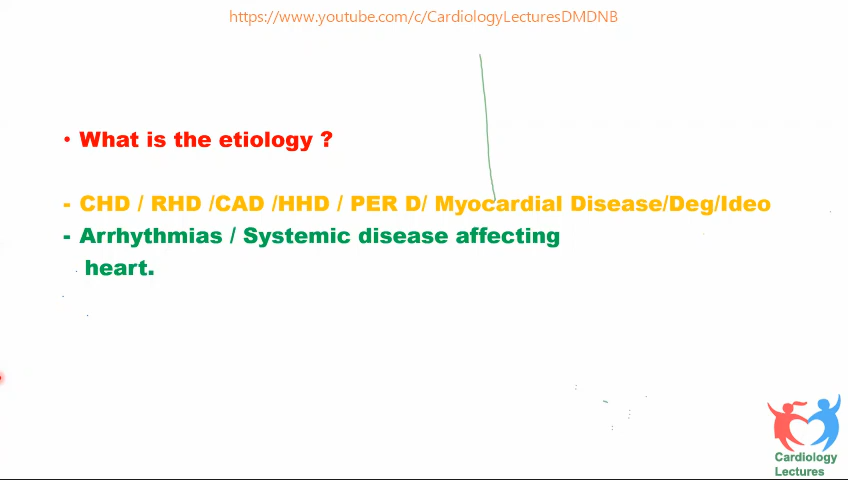 https://www.youtube.com/c/CardiologyLecturesDMDNB
• What is the etiology ?
- CHD / RHD /CAD /HHD / PER D/ Myocardial Disease/Deg/Ideo
- Arrhythmias / Systemic disease affecting
heart.
Cardiology
Lectures